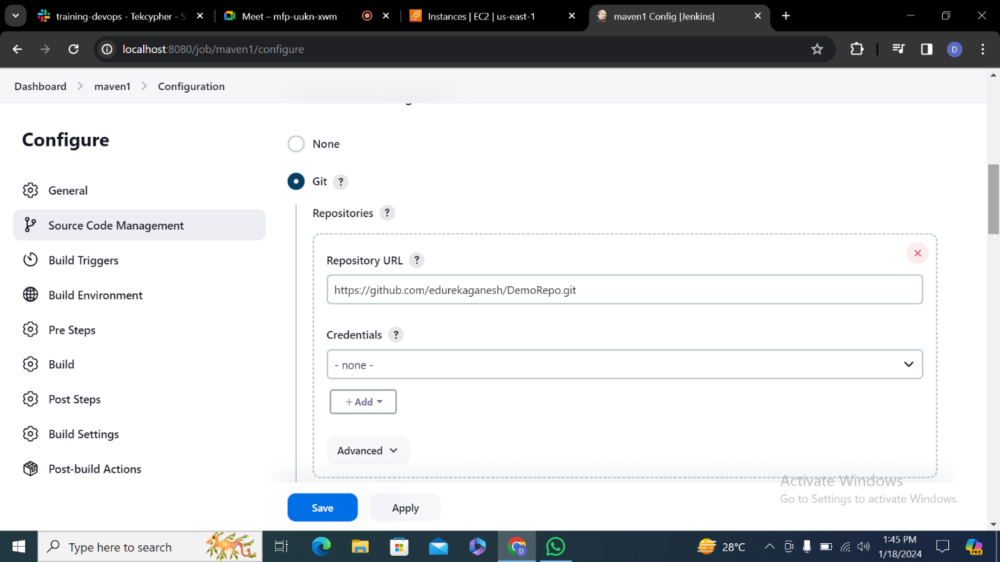 training-devops - Tekcypher - S
Meet – mfp-uukn-xwm
Instances | EC2 | us-east-1
maven1 Config [Jenkins]
localhost:8080/job/maven1/configure
D
Dashboard > maven1 > Configuration
Configure
General
Source Code Management
Build Triggers
Build Environment
Pre Steps
Build
Post Steps
Build Settings
Post-build Actions
None
Git ?
Repositories ?
Repository URL ?
https://github.com/edurekaganesh/DemoRepo.git
Credentials ?
- none -
+ Add
Advanced
Save Apply
Activate Windows
Go to Settings to activate Windows.
Type here to search
D
28°C
1:45 PM
1/18/2024
PRE